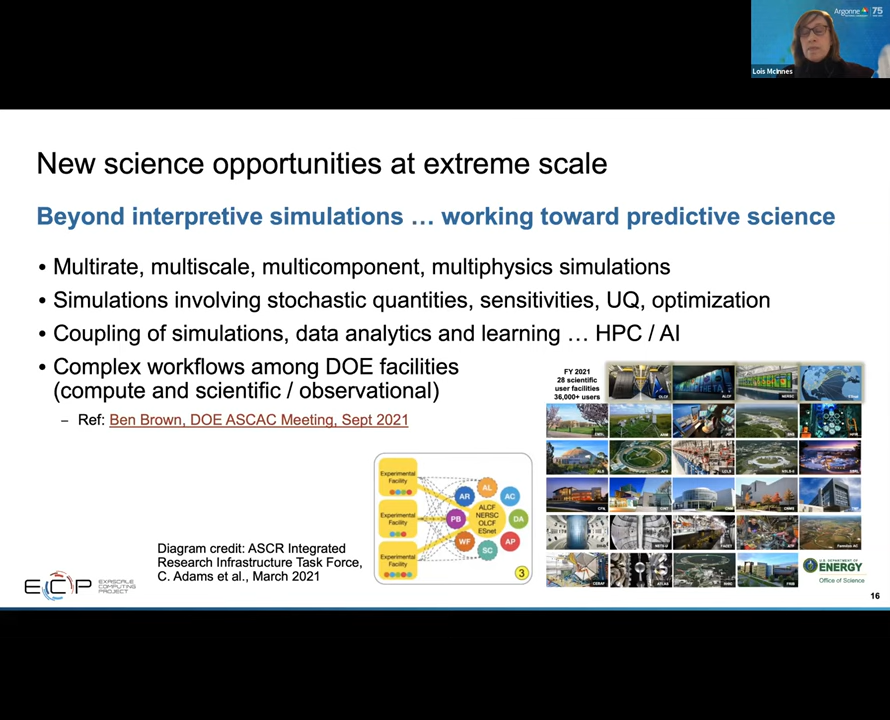 Argonne
75
Lois McInnes
New science opportunities at extreme scale
Beyond interpretive simulations … working toward predictive science
• Multirate, multiscale, multicomponent, multiphysics simulations
• Simulations involving stochastic quantities, sensitivities, UQ, optimization
• Coupling of simulations, data analytics and learning … HPC / AI
• Complex workflows among DOE facilities
(compute and scientific / observational)
– Ref: Ben Brown, DOE ASCAC Meeting, Sept 2021
FY 2021
28 scientific
user facilities
36,000+ users
OLCF
ALCF
NERSC
Experimental
Facility
Experimental
Facility
Experimental
Facility
AR
AL
AC
PB
DA
WF
SC
AP
ALCF
NERSC
OLCF
ESnet
3
Diagram credit: ASCR Integrated
Research Infrastructure Task Force,
C. Adams et al., March 2021
ECP
EXASCALE
COMPUTING
PROJECT
U.S. DEPARTMENT OF
ENERGY
Office of Science
16